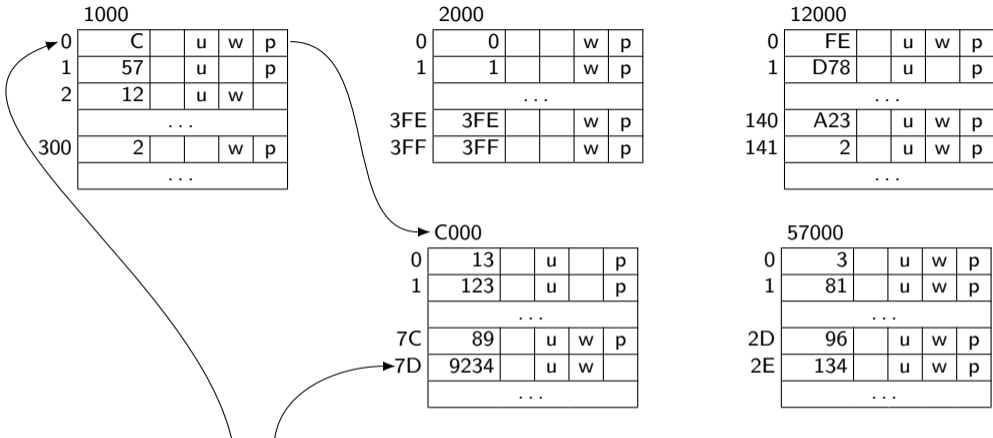 1000
0 C u w p
1 57 u p
2 12 u w
...
300 2 w p
...
2000
0 0 w p
1 1 w p
...
3FE 3FE w p
3FF 3FF w p
12000
0 FE u w p
1 D78 u p
...
140 A23 u w p
141 2 u w p
...
C000
0 13 u p
1 123 u p
...
7C 89 u w p
7D 9234 u w
...
57000
0 3 u w p
1 81 u w p
...
2D 96 u w p
2E 134 u w p
...